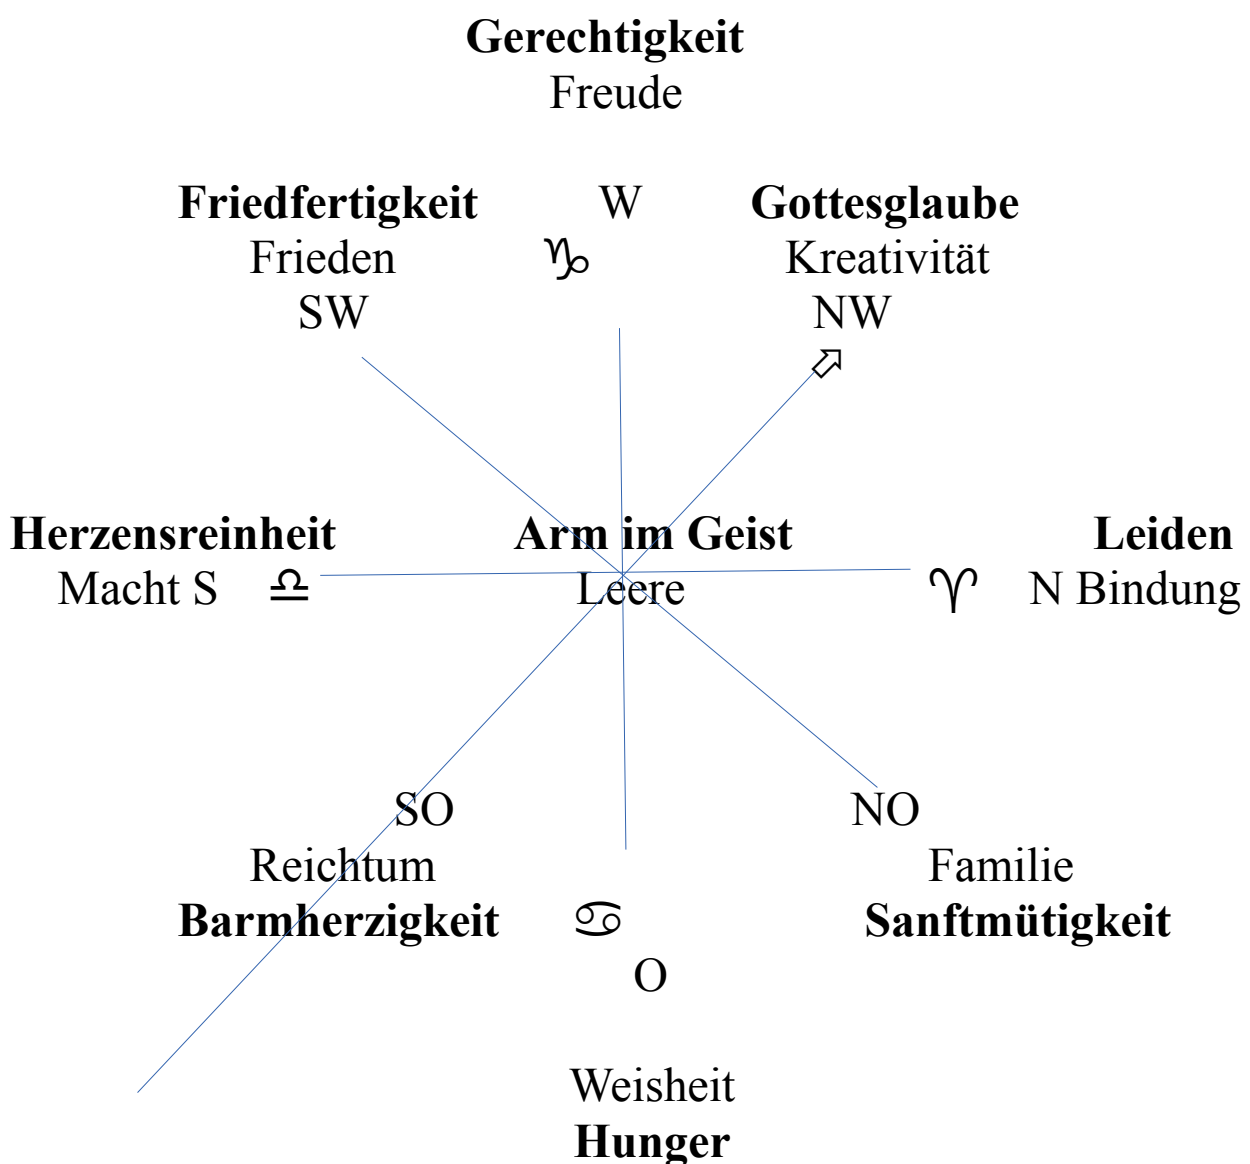 Gerechtigkeit
Freude
Friedfertigkeit W Gottesglaube
Frieden ♑ Kreativität
SW NW
Herzensreinheit Arm im Geist Leiden
Macht S ♎ Leere ♈ N Bindung
SO NO
Reichtum Familie
Barmherzigkeit ♋ Sanftmütigkeit
O
Weisheit
Hunger